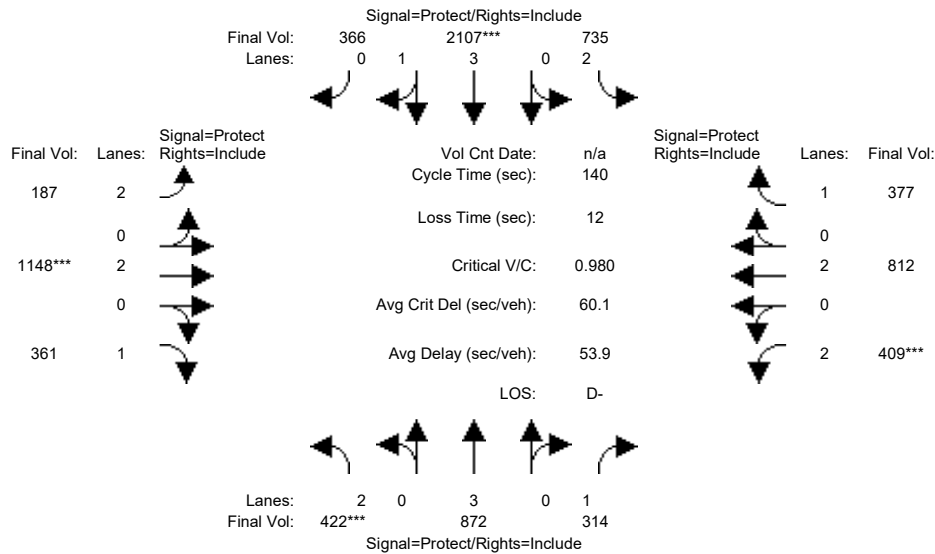 Signal=Protect/Rights=Include
Final Vol: 366 2107*** 735
Lanes: 0 1 3 0 2
Signal=Protect
Final Vol: Lanes: Rights=Include
Vol Cnt Date: n/a
Signal=Protect
Rights=Include Lanes: Final Vol:
Cycle Time (sec): 140
187 2
1 377
Loss Time (sec): 12
0
0
1148*** 2
Critical V/C: 0.980
2 812
0
Avg Crit Del (sec/veh): 60.1
0
361 1
Avg Delay (sec/veh): 53.9
2 409***
LOS: D-
Lanes: 2 0 3 0 1
Final Vol: 422*** 872 314
Signal=Protect/Rights=Include